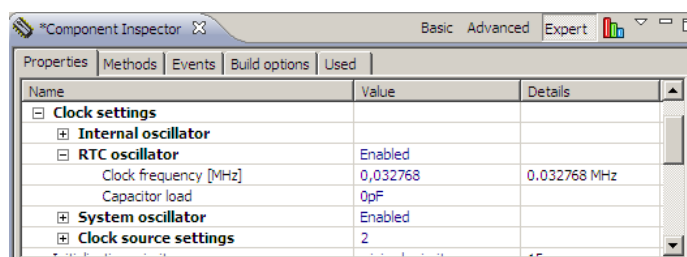 *Component Inspector Basic Advanced Expert
Properties Methods Events Build options Used
Name Value Details
Clock settings
Internal oscillator
RTC oscillator Enabled
Clock frequency [MHz] 0,032768 0.032768 MHz
Capacitor load 0pF
System oscillator Enabled
Clock source settings 2